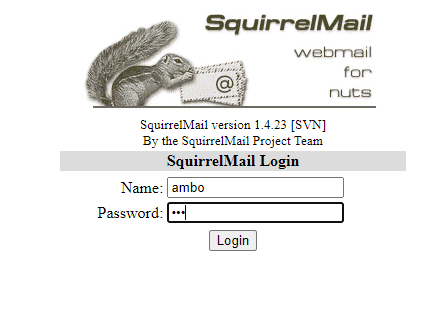 SquirrelMail
webmail
for
nuts
@
SquirrelMail version 1.4.23 [SVN]
By the SquirrelMail Project Team
SquirrelMail Login
Name: ambo
Password: •••
Login